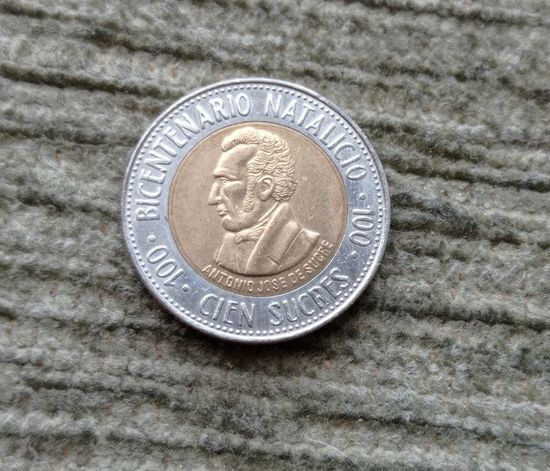 BICENTENARIO NATALICIO
· 100 · CIEN SUCRES · 100 ·
ANTONIO JOSE DE SUCRE